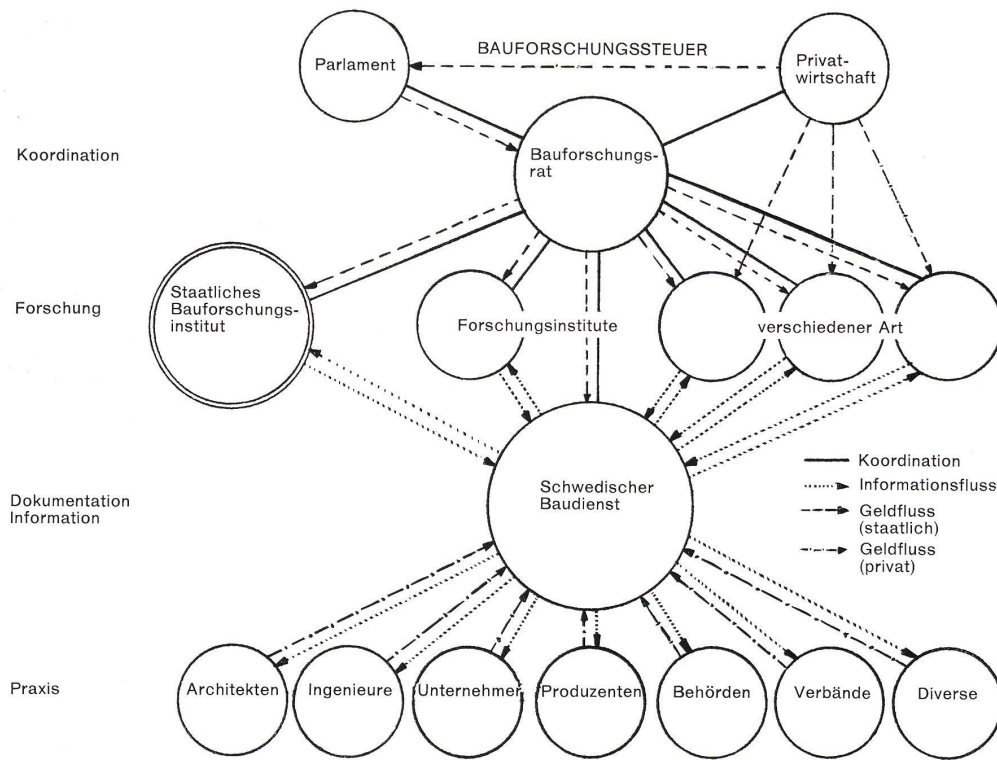 BAUFORSCHUNGSSTEUER
Parlament
Privat-
wirtschaft
Koordination
Bauforschungs-
rat
Forschung
Staatliches
Bauforschungs-
institut
Forschungsinstitute
verschiedener Art
Dokumentation
Information
Schwedischer
Baudienst
Koordination
Informationsfluss
Geldfluss
(staatlich)
Geldfluss
(privat)
Praxis
Architekten
Ingenieure
Unternehmer
Produzenten
Behörden
Verbände
Diverse